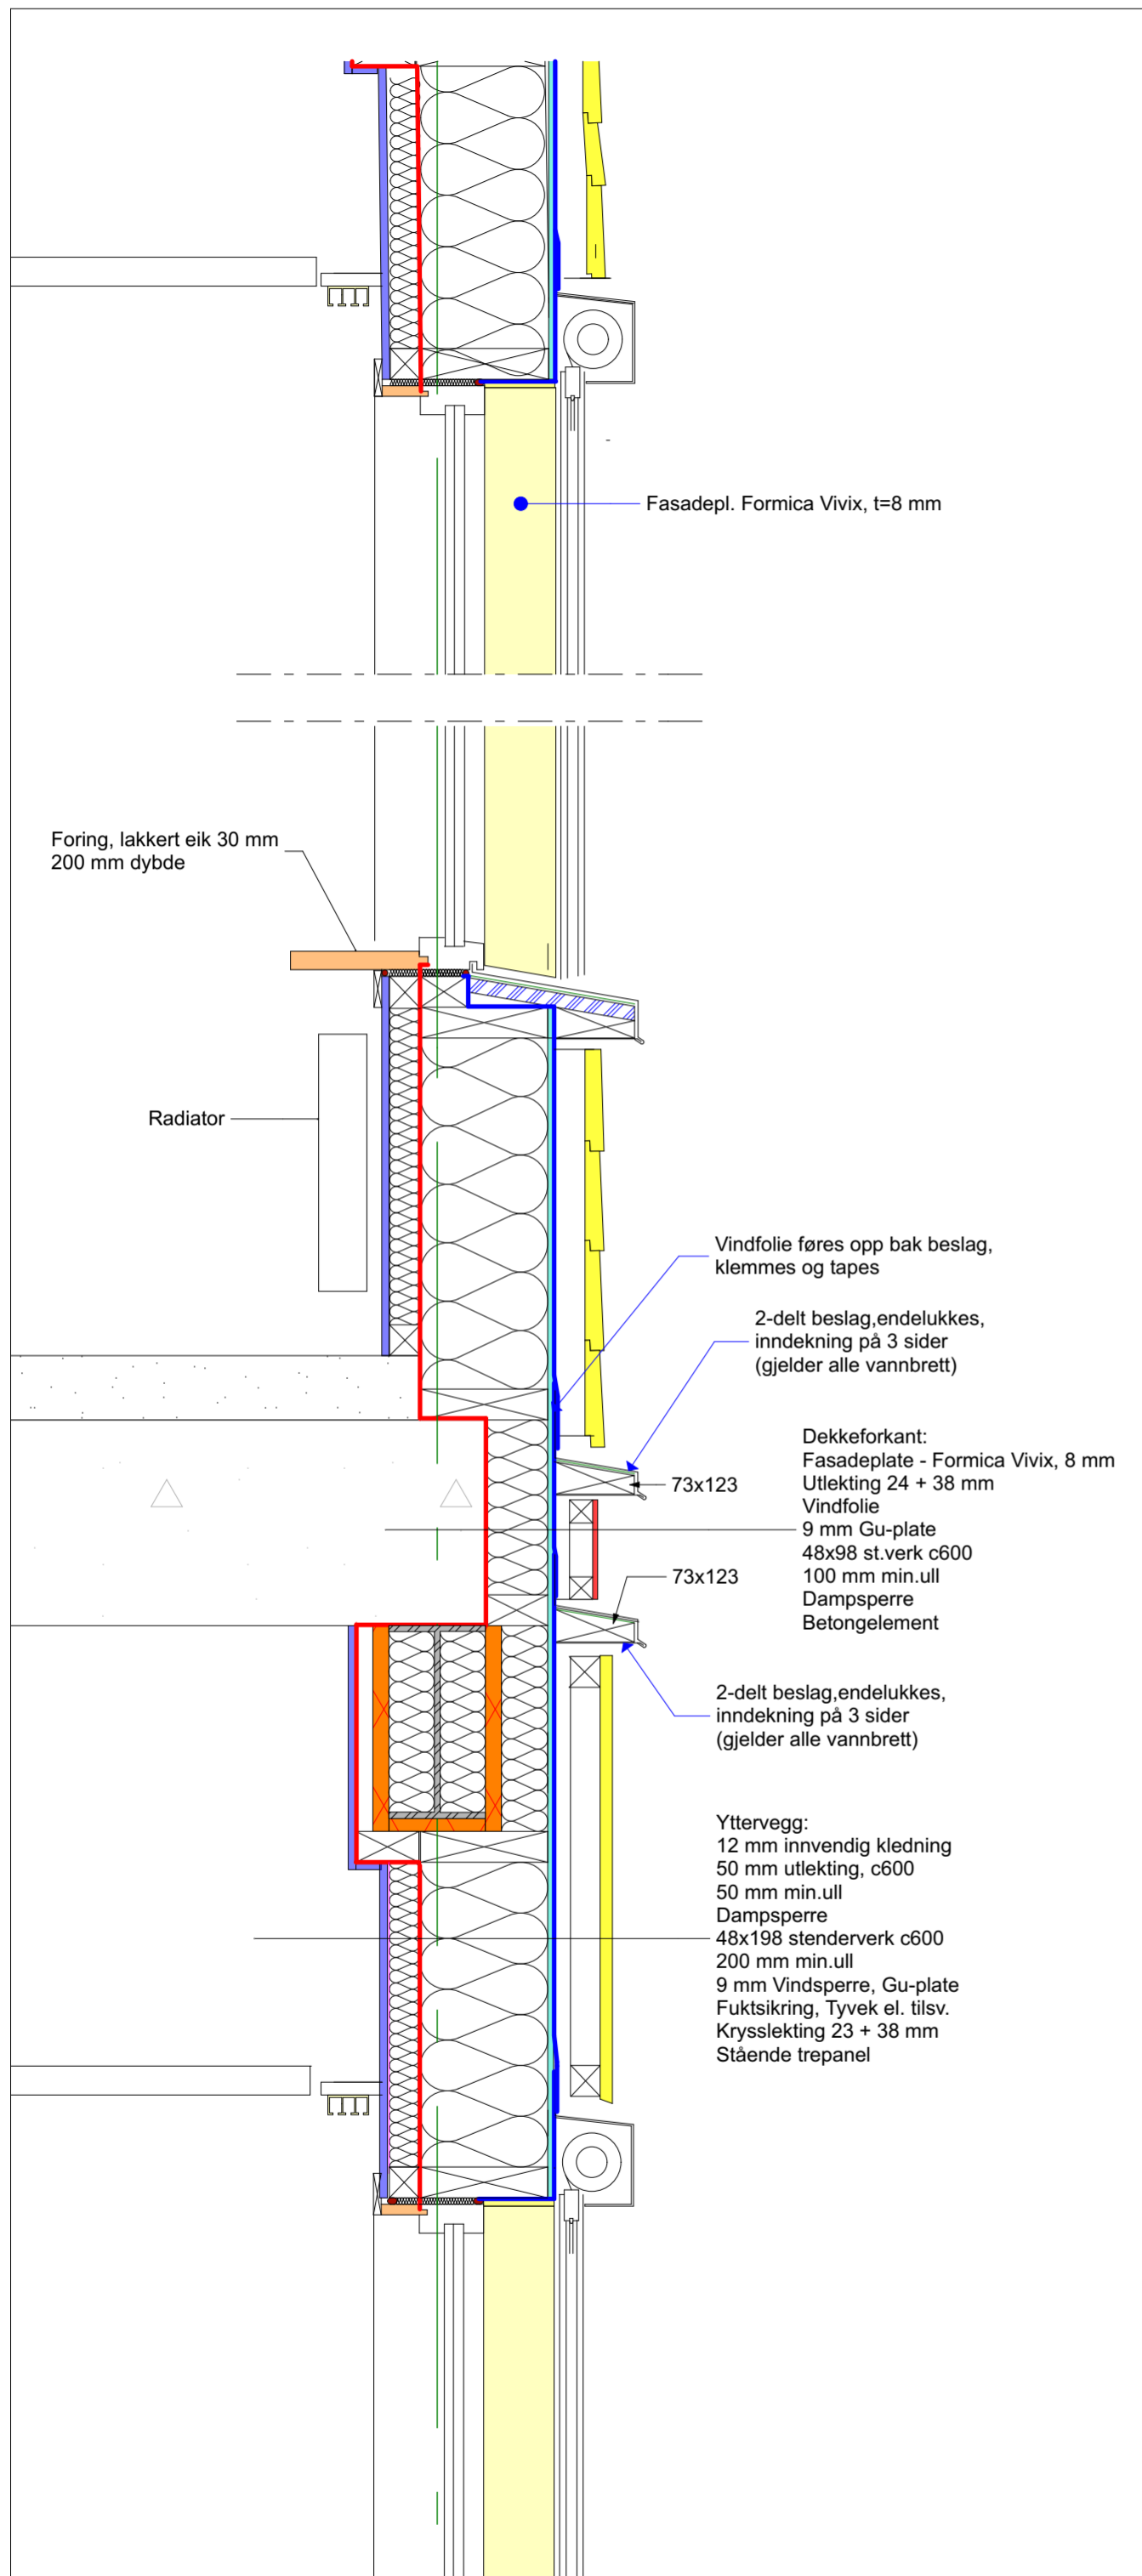 Fasadepl. Formica Vivix, t=8 mm
Foring, lakkert eik 30 mm
200 mm dybde
Radiator
Vindfolie føres opp bak beslag,
klemmes og tapes
2-delt beslag,endelukkes,
inndekning på 3 sider
(gjelder alle vannbrett)
Dekkeforkant:
Fasadeplate - Formica Vivix, 8 mm
Utlekting 24 + 38 mm
Vindfolie
9 mm Gu-plate
48x98 st.verk c600
100 mm min.ull
Dampsperre
Betongelement
73x123
73x123
2-delt beslag,endelukkes,
inndekning på 3 sider
(gjelder alle vannbrett)
Yttervegg:
12 mm innvendig kledning
50 mm utlekting, c600
50 mm min.ull
Dampsperre
48x198 stenderverk c600
200 mm min.ull
9 mm Vindsperre, Gu-plate
Fuktsikring, Tyvek el. tilsv.
Krysslekting 23 + 38 mm
Stående trepanel